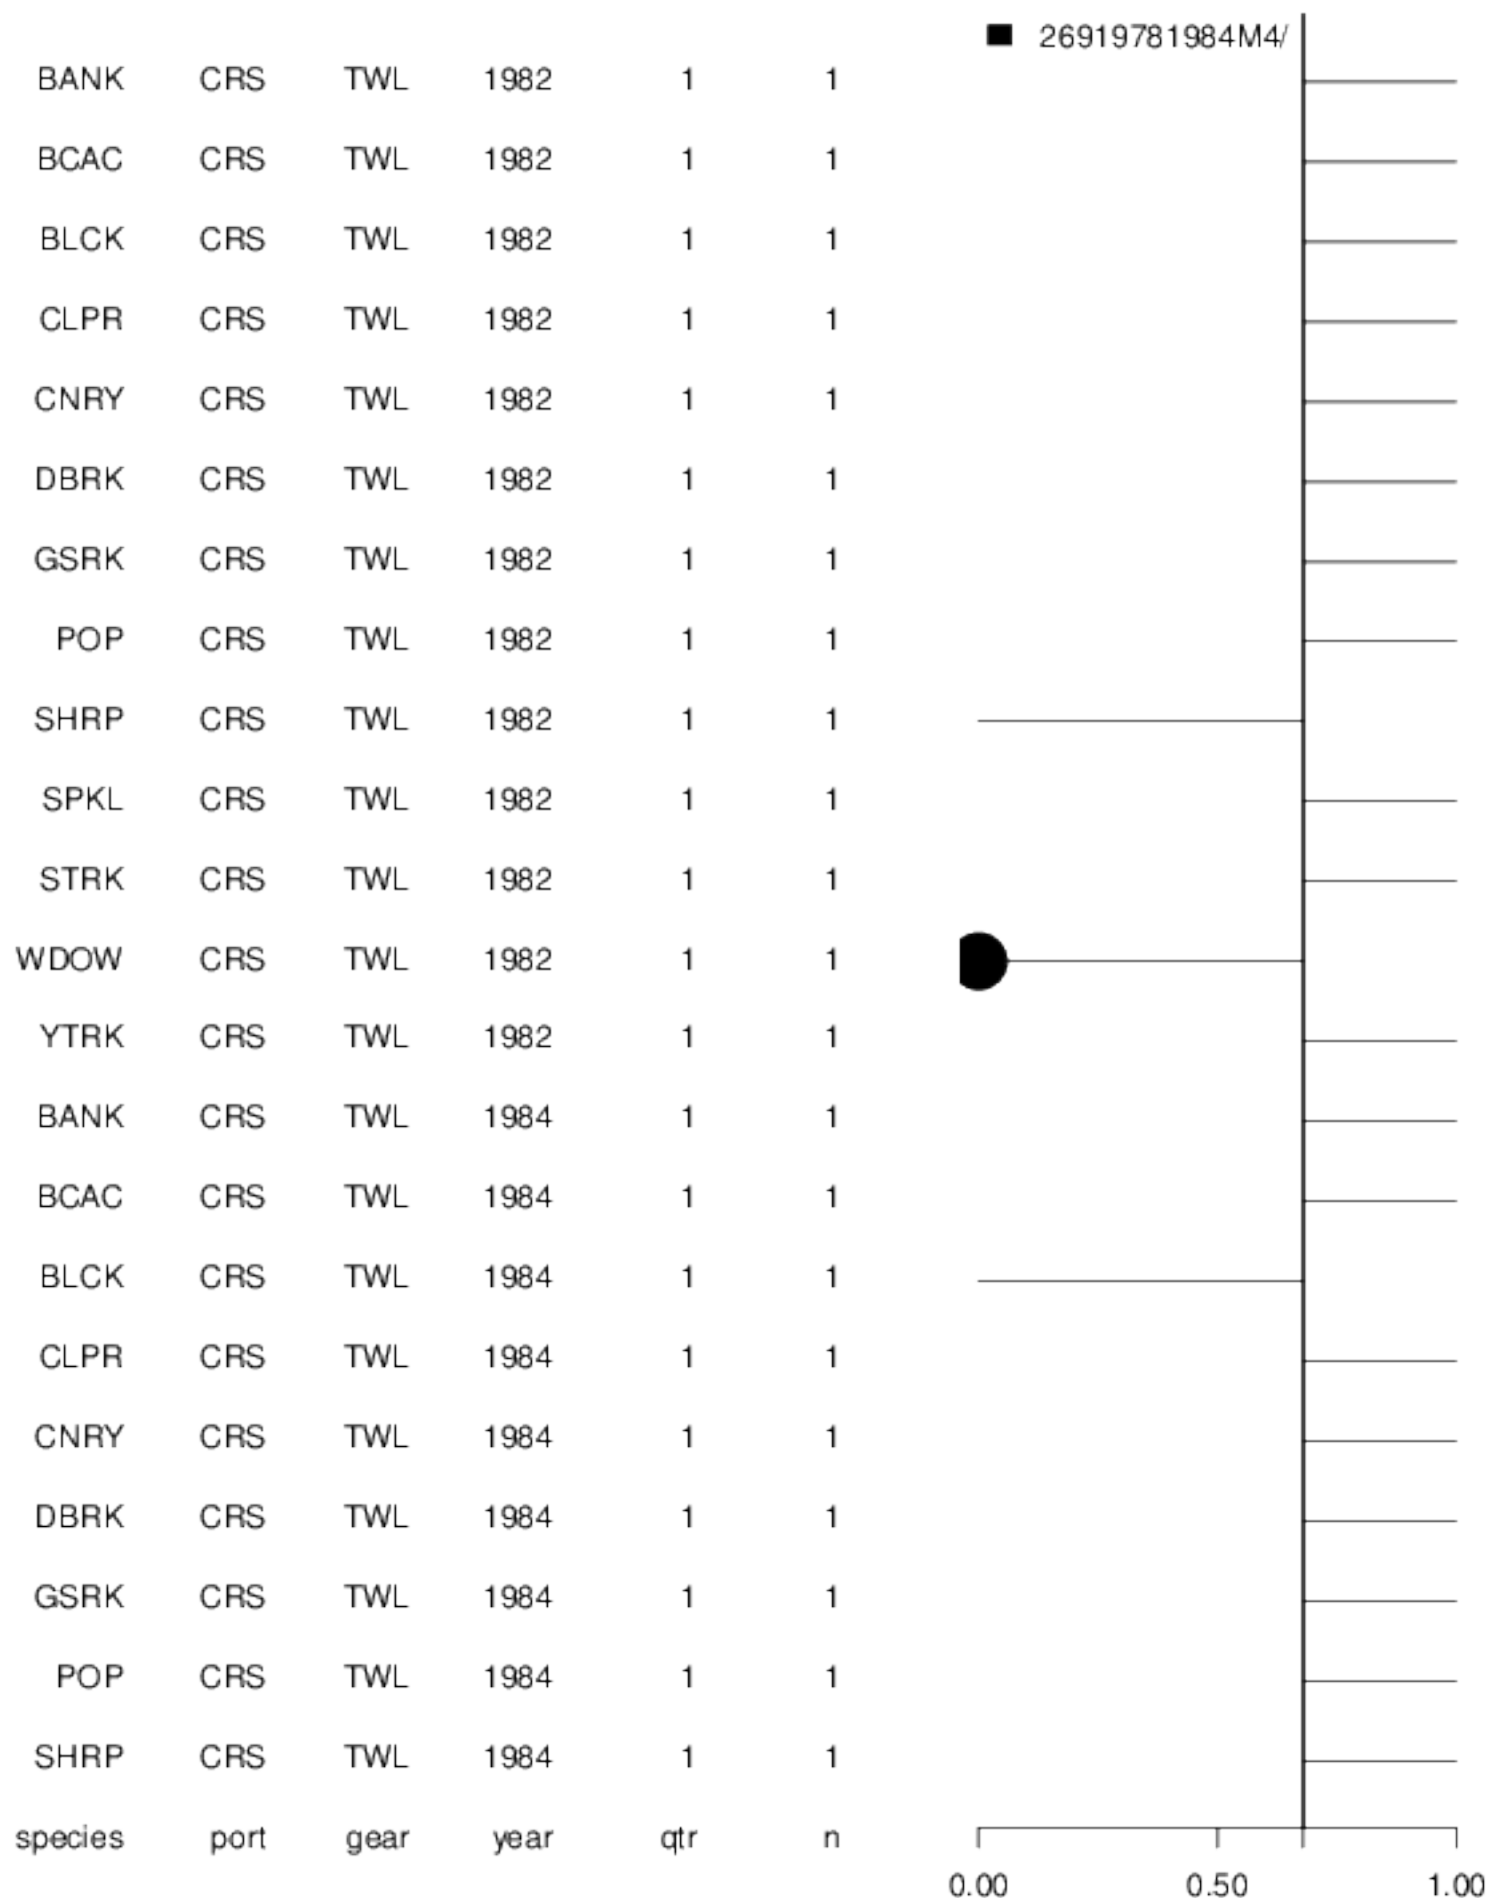 26919781984M4/
BANK CRS TWL 1982 1 1
BCAC CRS TWL 1982 1 1
BLCK CRS TWL 1982 1 1
CLPR CRS TWL 1982 1 1
CNRY CRS TWL 1982 1 1
DBRK CRS TWL 1982 1 1
GSRK CRS TWL 1982 1 1
POP CRS TWL 1982 1 1
SHRP CRS TWL 1982 1 1
SPKL CRS TWL 1982 1 1
STRK CRS TWL 1982 1 1
WDOW CRS TWL 1982 1 1
YTRK CRS TWL 1982 1 1
BANK CRS TWL 1984 1 1
BCAC CRS TWL 1984 1 1
BLCK CRS TWL 1984 1 1
CLPR CRS TWL 1984 1 1
CNRY CRS TWL 1984 1 1
DBRK CRS TWL 1984 1 1
GSRK CRS TWL 1984 1 1
POP CRS TWL 1984 1 1
SHRP CRS TWL 1984 1 1
species port gear year qtr n
0.00 0.50 1.00